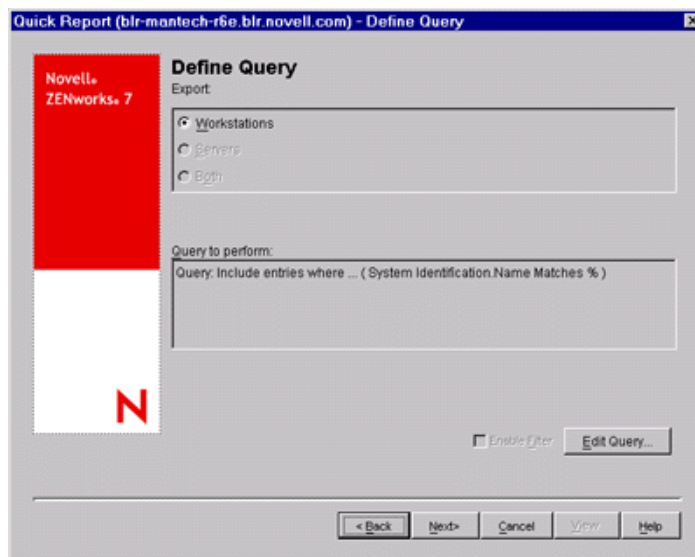 Quick Report (blr-mantech-r6e.blr.novell.com) - Define Query
Novell®
ZENworks® 7
Define Query
Export:
Workstations
Servers
Both
Query to perform:
Query: Include entries where ... ( System Identification.Name Matches % )
N
Enable Filter
Edit Query...
< Back
Next>
Cancel
View
Help